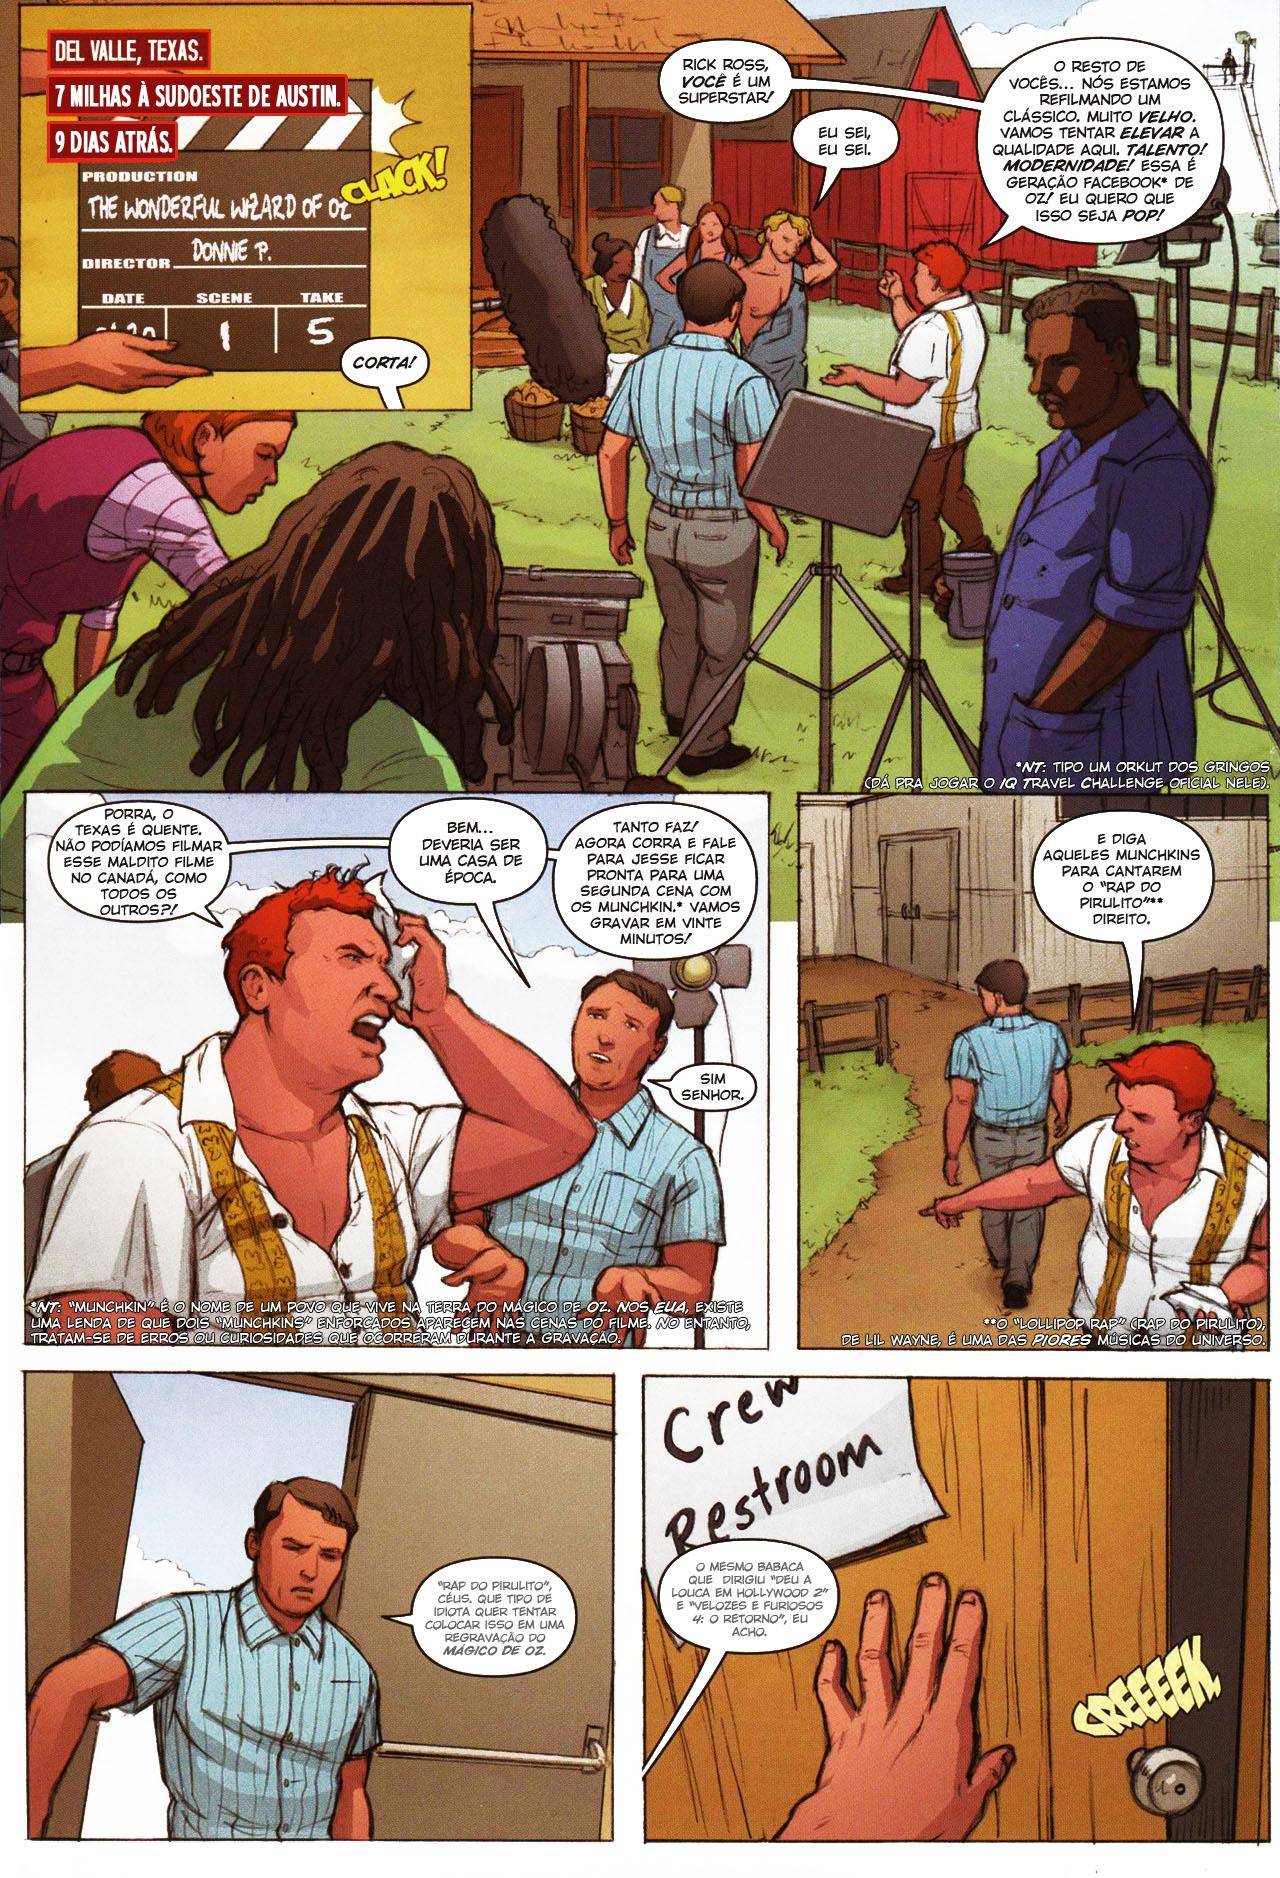 DEL VALLE, TEXAS.
7 MILHAS À SUDOESTE DE AUSTIN.
9 DIAS ATRÁS.
PRODUCTION
THE WONDERFUL WIZARD OF OZ
CLACK!
DIRECTOR
DONNIE P.
DATE SCENE TAKE
1 5
CORTA!
RICK ROSS,
VOCÊ É UM
SUPERSTAR!
EU SEI,
EU SEI.
O RESTO DE
VOCÊS... NÓS ESTAMOS
REFILMANDO UM
CLÁSSICO. MUITO VELHO.
VAMOS TENTAR ELEVAR A
QUALIDADE AQUI. TALENTO!
MODERNIDADE! ESSA É
GERAÇÃO FACEBOOK* DE
OZ! EU QUERO QUE
ISSO SEJA POP!
*NT: TIPO UM ORKUT DOS GRINGOS
(DÁ PRA JOGAR O IQ TRAVEL CHALLENGE OFICIAL NELE).
PORRA, O
TEXAS É QUENTE.
NÃO PODÍAMOS FILMAR
ESSE MALDITO FILME
NO CANADÁ, COMO
TODOS OS
OUTROS?!
BEM...
DEVERIA SER
UMA CASA DE
ÉPOCA.
TANTO FAZ!
AGORA CORRA E FALE
PARA JESSE FICAR
PRONTA PARA UMA
SEGUNDA CENA COM
OS MUNCHKIN.* VAMOS
GRAVAR EM VINTE
MINUTOS!
SIM
SENHOR.
*NT: "MUNCHKIN" É O NOME DE UM POVO QUE VIVE NA TERRA DO MÁGICO DE OZ. NOS EUA, EXISTE
UMA LENDA DE QUE DOIS "MUNCHKINS" ENFORCADOS APARECEM NAS CENAS DO FILME. NO ENTANTO,
TRATAM-SE DE ERROS OU CURIOSIDADES QUE OCORRERAM DURANTE A GRAVAÇÃO.
E DIGA
AQUELES MUNCHKINS
PARA CANTAREM
O "RAP DO
PIRULITO"**
DIREITO.
**O "LOLLIPOP RAP" (RAP DO PIRULITO),
DE LIL WAYNE, É UMA DAS PIORES MÚSICAS DO UNIVERSO.
"RAP DO PIRULITO",
CÉUS. QUE TIPO DE
IDIOTA QUER TENTAR
COLOCAR ISSO EM UMA
REGRAVAÇÃO DO
MÁGICO DE OZ.
Crew
Restroom
O MESMO BABACA
QUE DIRIGIU "DEU A
LOUCA EM HOLLYWOOD 2"
E "VELOZES E FURIOSOS
4: O RETORNO", EU
ACHO.
CREEEEK.